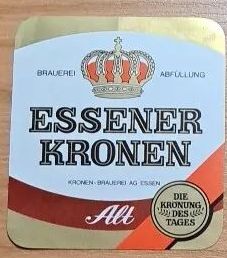 BRAUEREI ABFÜLLUNG
ESSENER
KRONEN
KRONEN-BRAUEREI AG ESSEN
Alt
DIE
KRÖNUNG
DES
TAGES